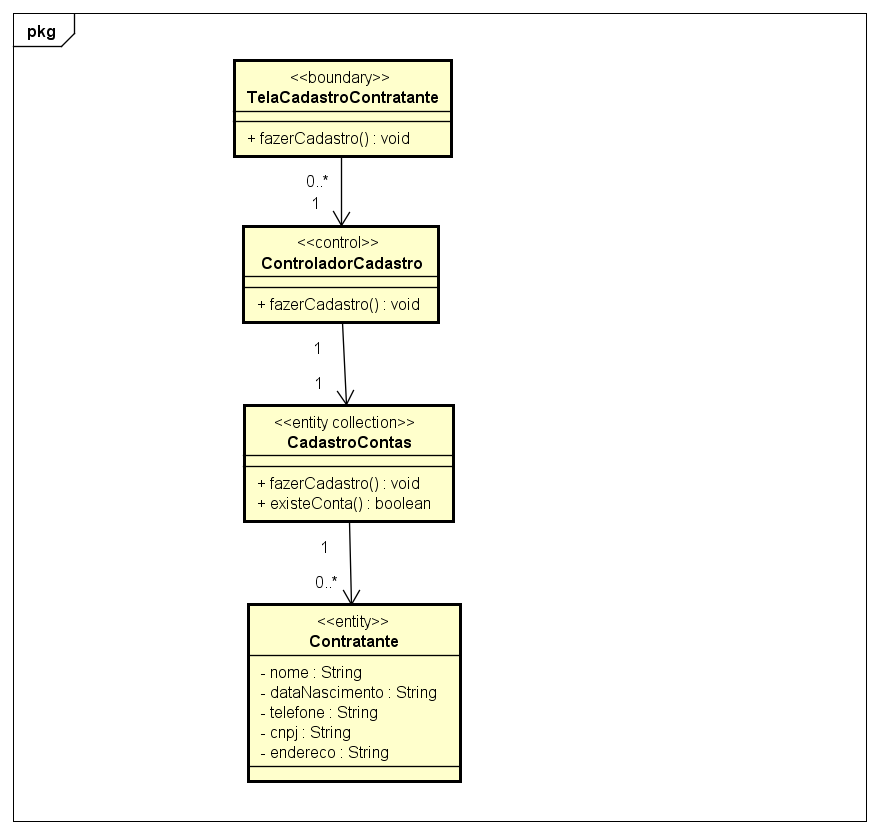 pkg
<<boundary>>
TelaCadastroContratante
+ fazerCadastro() : void
0..*
1
<<control>>
ControladorCadastro
+ fazerCadastro() : void
1
1
<<entity collection>>
CadastroContas
+ fazerCadastro() : void
+ existeConta() : boolean
1
0..*
<<entity>>
Contratante
- nome : String
- dataNascimento : String
- telefone : String
- cnpj : String
- endereco : String